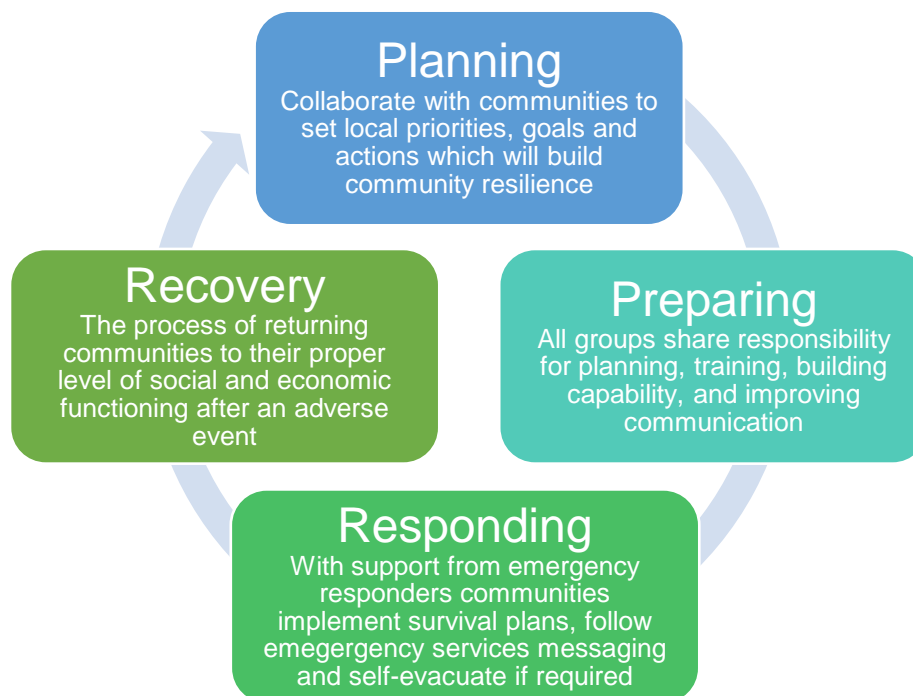 Planning
Collaborate with communities to
set local priorities, goals and
actions which will build
community resilience
Preparing
All groups share responsibility
for planning, training, building
capability, and improving
communication
Responding
With support from emergency
responders communities
implement survival plans, follow
emegergency services messaging
and self-evacuate if required
Recovery
The process of returning
communities to their proper
level of social and economic
functioning after an adverse
event